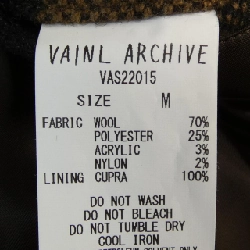 VAINL ARCHIVE
VAS22015
SIZE M
FABRIC WOOL 70%
POLYESTER 25%
ACRYLIC 3%
NYLON 2%
LINING CUPRA 100%
DO NOT WASH
DO NOT BLEACH
DO NOT TUMBLE DRY
COOL IRON